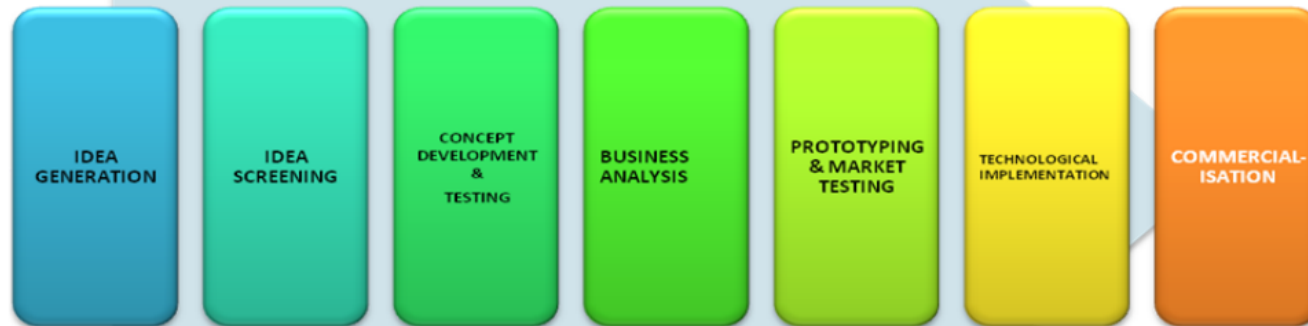 IDEA
GENERATION
IDEA
SCREENING
CONCEPT
DEVELOPMENT
&
TESTING
BUSINESS
ANALYSIS
PROTOTYPING
& MARKET
TESTING
TECHNOLOGICAL
IMPLEMENTATION
COMMERCIAL-
ISATION